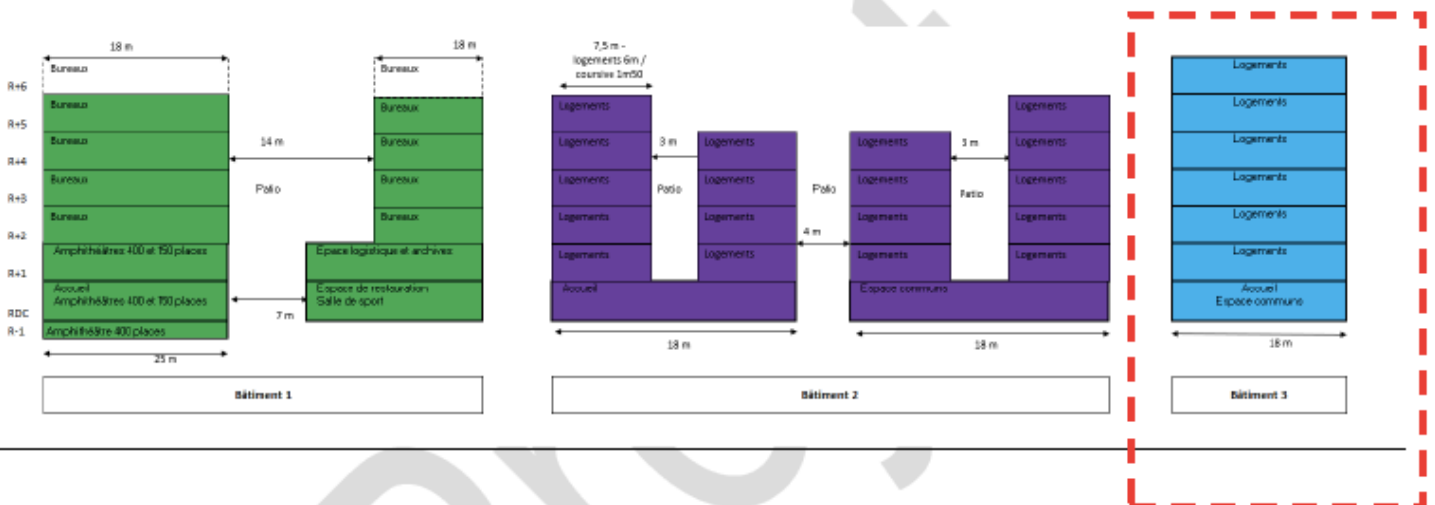 18 m
18 m
7,5 m -
logements 6m /
coursive 1m50
R+6
Bureaux
Bureaux
Logements
R+5
Bureaux
Bureaux
Logements
Logements
Logements
R+4
Bureaux
14 m
Bureaux
Logements
3 m
Logements
Logements
3 m
Logements
Logements
R+3
Bureaux
Patio
Bureaux
Logements
Patio
Logements
Patio
Logements
Patio
Logements
Logements
R+2
Bureaux
Bureaux
Logements
Logements
4 m
Logements
Logements
Logements
R+1
Amphithéâtres 400 et 150 places
Epace logistique et archives
Logements
Logements
Logements
Logements
Logements
RDC
Accueil
Amphithéâtres 400 et 150 places
7 m
Espace de restauration
Salle de sport
Accueil
Espace communs
Accueil
Espace communs
R-1
Amphithéâtre 400 places
25 m
18 m
18 m
18 m
Bâtiment 1
Bâtiment 2
Bâtiment 3